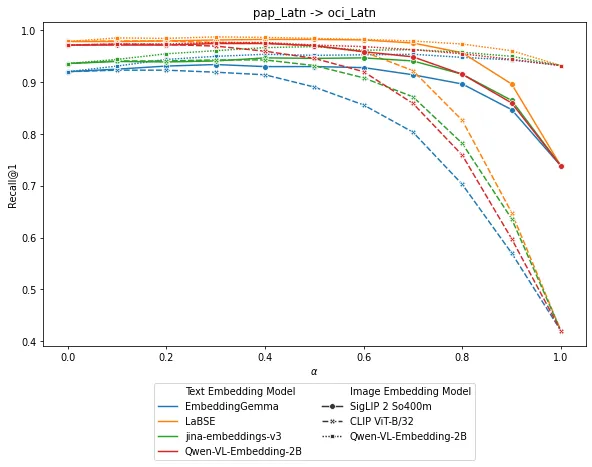 pap_Latn -> oci_Latn
Recall@1
1.0
0.9
0.8
0.7
0.6
0.5
0.4
0.0 0.2 0.4 0.6 0.8 1.0
α
Text Embedding Model Image Embedding Model
EmbeddingGemma SigLIP 2 So400m
LaBSE CLIP ViT-B/32
jina-embeddings-v3 Qwen-VL-Embedding-2B
Qwen-VL-Embedding-2B